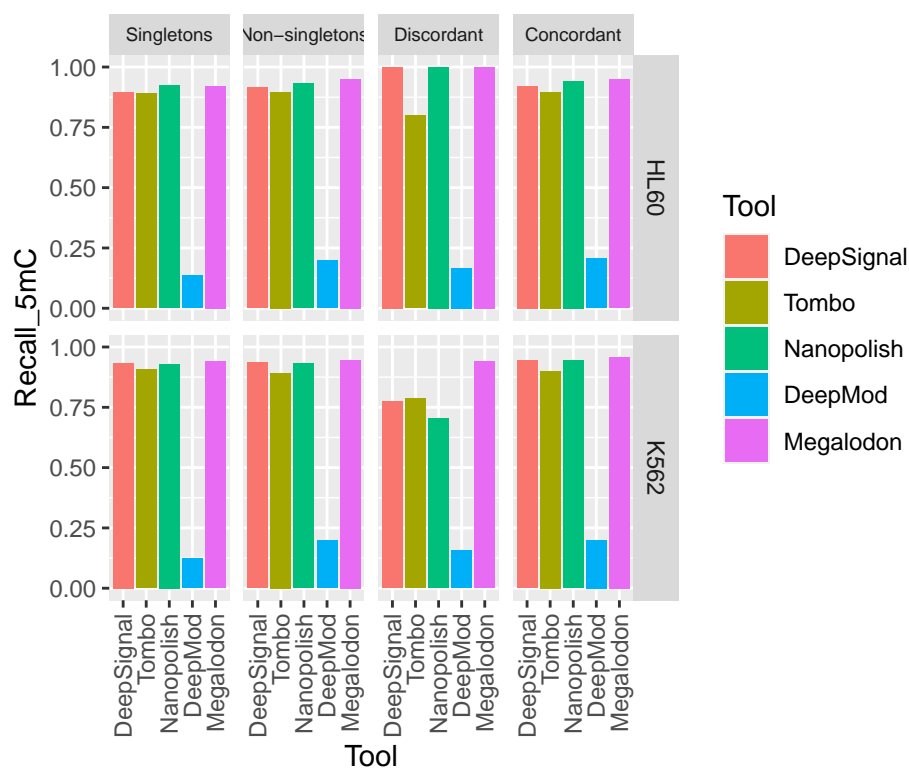 Singletons
Non−singletons
Discordant
Concordant
1.00
0.75
0.50
0.25
0.00
HL60
1.00
0.75
0.50
0.25
0.00
K562
Recall_5mC
DeepSignal
Tombo
Nanopolish
DeepMod
Megalodon
DeepSignal
Tombo
Nanopolish
DeepMod
Megalodon
DeepSignal
Tombo
Nanopolish
DeepMod
Megalodon
DeepSignal
Tombo
Nanopolish
DeepMod
Megalodon
Tool
Tool
DeepSignal
Tombo
Nanopolish
DeepMod
Megalodon